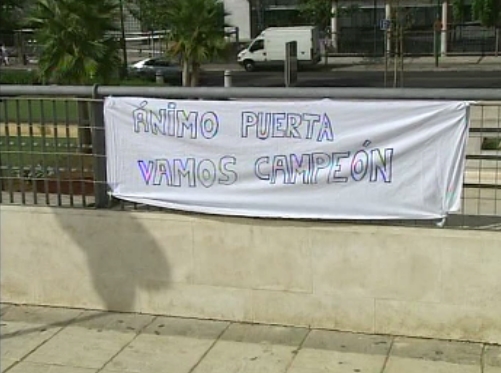 ÁNIMO PUERTA
VAMOS CAMPEÓN